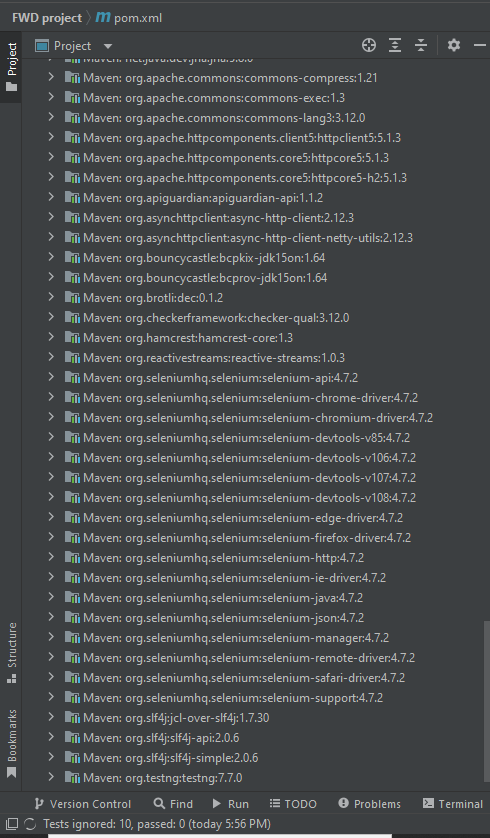 FWD project
pom.xml
Project
Project
Maven: net.java.dev.jna:jna:5.6.0
Maven: org.apache.commons:commons-compress:1.21
Maven: org.apache.commons:commons-exec:1.3
Maven: org.apache.commons:commons-lang3:3.12.0
Maven: org.apache.httpcomponents.client5:httpclient5:5.1.3
Maven: org.apache.httpcomponents.core5:httpcore5:5.1.3
Maven: org.apache.httpcomponents.core5:httpcore5-h2:5.1.3
Maven: org.apiguardian:apiguardian-api:1.1.2
Maven: org.asynchttpclient:async-http-client:2.12.3
Maven: org.asynchttpclient:async-http-client-netty-utils:2.12.3
Maven: org.bouncycastle:bcpkix-jdk15on:1.64
Maven: org.bouncycastle:bcprov-jdk15on:1.64
Maven: org.brotli:dec:0.1.2
Maven: org.checkerframework:checker-qual:3.12.0
Maven: org.hamcrest:hamcrest-core:1.3
Maven: org.reactivestreams:reactive-streams:1.0.3
Maven: org.seleniumhq.selenium:selenium-api:4.7.2
Maven: org.seleniumhq.selenium:selenium-chrome-driver:4.7.2
Maven: org.seleniumhq.selenium:selenium-chromium-driver:4.7.2
Maven: org.seleniumhq.selenium:selenium-devtools-v85:4.7.2
Maven: org.seleniumhq.selenium:selenium-devtools-v106:4.7.2
Maven: org.seleniumhq.selenium:selenium-devtools-v107:4.7.2
Maven: org.seleniumhq.selenium:selenium-devtools-v108:4.7.2
Maven: org.seleniumhq.selenium:selenium-edge-driver:4.7.2
Maven: org.seleniumhq.selenium:selenium-firefox-driver:4.7.2
Maven: org.seleniumhq.selenium:selenium-http:4.7.2
Maven: org.seleniumhq.selenium:selenium-ie-driver:4.7.2
Maven: org.seleniumhq.selenium:selenium-java:4.7.2
Maven: org.seleniumhq.selenium:selenium-json:4.7.2
Maven: org.seleniumhq.selenium:selenium-manager:4.7.2
Maven: org.seleniumhq.selenium:selenium-remote-driver:4.7.2
Maven: org.seleniumhq.selenium:selenium-safari-driver:4.7.2
Maven: org.seleniumhq.selenium:selenium-support:4.7.2
Maven: org.slf4j:jcl-over-slf4j:1.7.30
Maven: org.slf4j:slf4j-api:2.0.6
Maven: org.slf4j:slf4j-simple:2.0.6
Maven: org.testng:testng:7.7.0
Structure
Bookmarks
Version Control
Find
Run
TODO
Problems
Terminal
Tests ignored: 10, passed: 0 (today 5:56 PM)